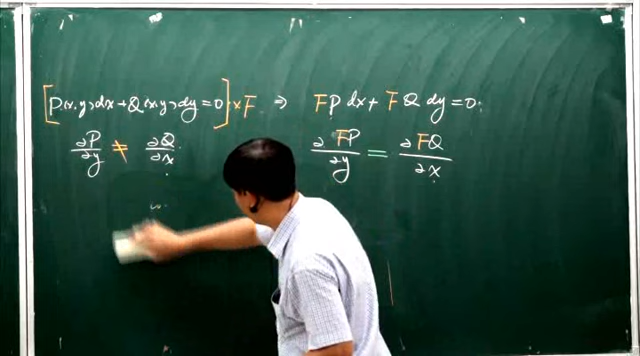 [P(x,y)dx+Q(x,y)dy=0]×F ⇒ FP dx+FQ dy=0.
∂P/∂y ≠ ∂Q/∂x ∂FP/∂y = ∂FQ/∂x